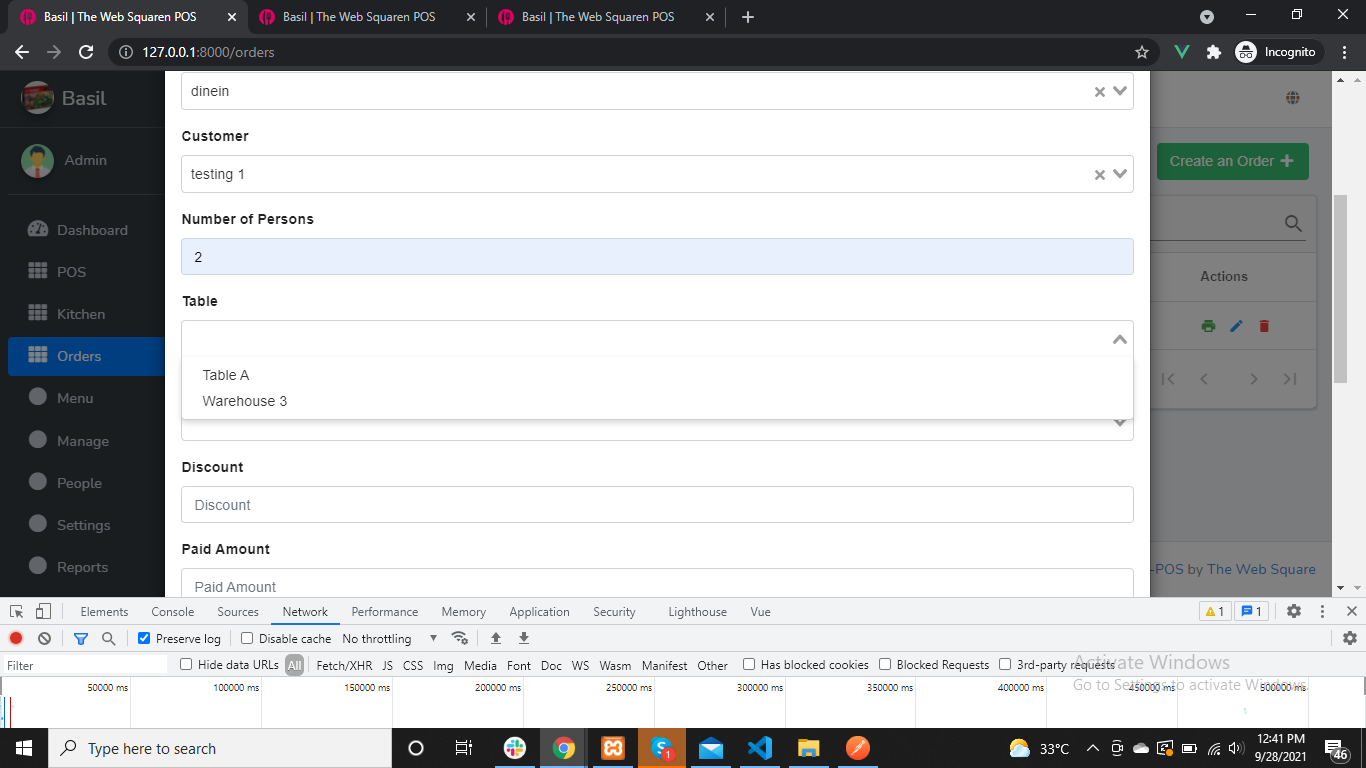 Basil | The Web Squaren POS
Basil | The Web Squaren POS
Basil | The Web Squaren POS
127.0.0.1:8000/orders
Incognito
Basil
Admin
Dashboard
POS
Kitchen
Orders
Menu
Manage
People
Settings
Reports
dinein
Customer
testing 1
Number of Persons
2
Table
Table A
Warehouse 3
Discount
Discount
Paid Amount
Paid Amount
Create an Order
Actions
-POS by The Web Square
Elements Console Sources Network Performance Memory Application Security Lighthouse Vue
1 1
Preserve log Disable cache No throttling
Filter Hide data URLs All Fetch/XHR JS CSS Img Media Font Doc WS Wasm Manifest Other Has blocked cookies Blocked Requests 3rd-party requests
50000 ms 100000 ms 150000 ms 200000 ms 250000 ms 300000 ms 350000 ms 400000 ms 450000 ms 500000 ms
Activate Windows
Go to Settings to activate Windows.
Type here to search
1
33°C
12:41 PM
9/28/2021
46